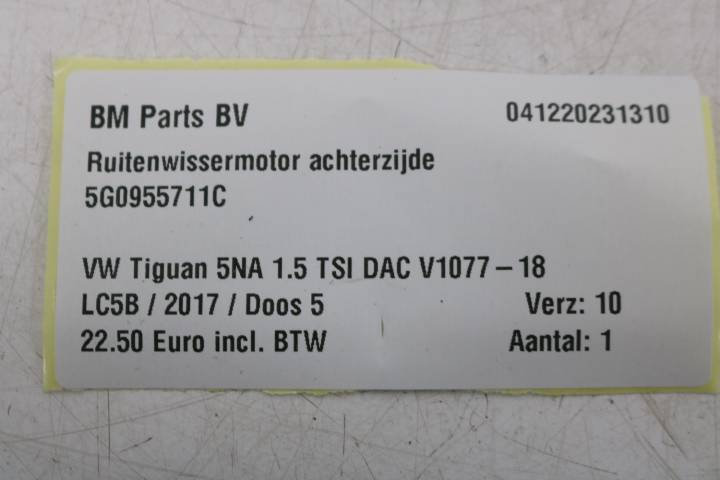 BM Parts BV 041220231310
Ruitenwissermotor achterzijde
5G0955711C
VW Tiguan 5NA 1.5 TSI DAC V1077-18
LC5B / 2017 / Doos 5 Verz: 10
22.50 Euro incl. BTW Aantal: 1